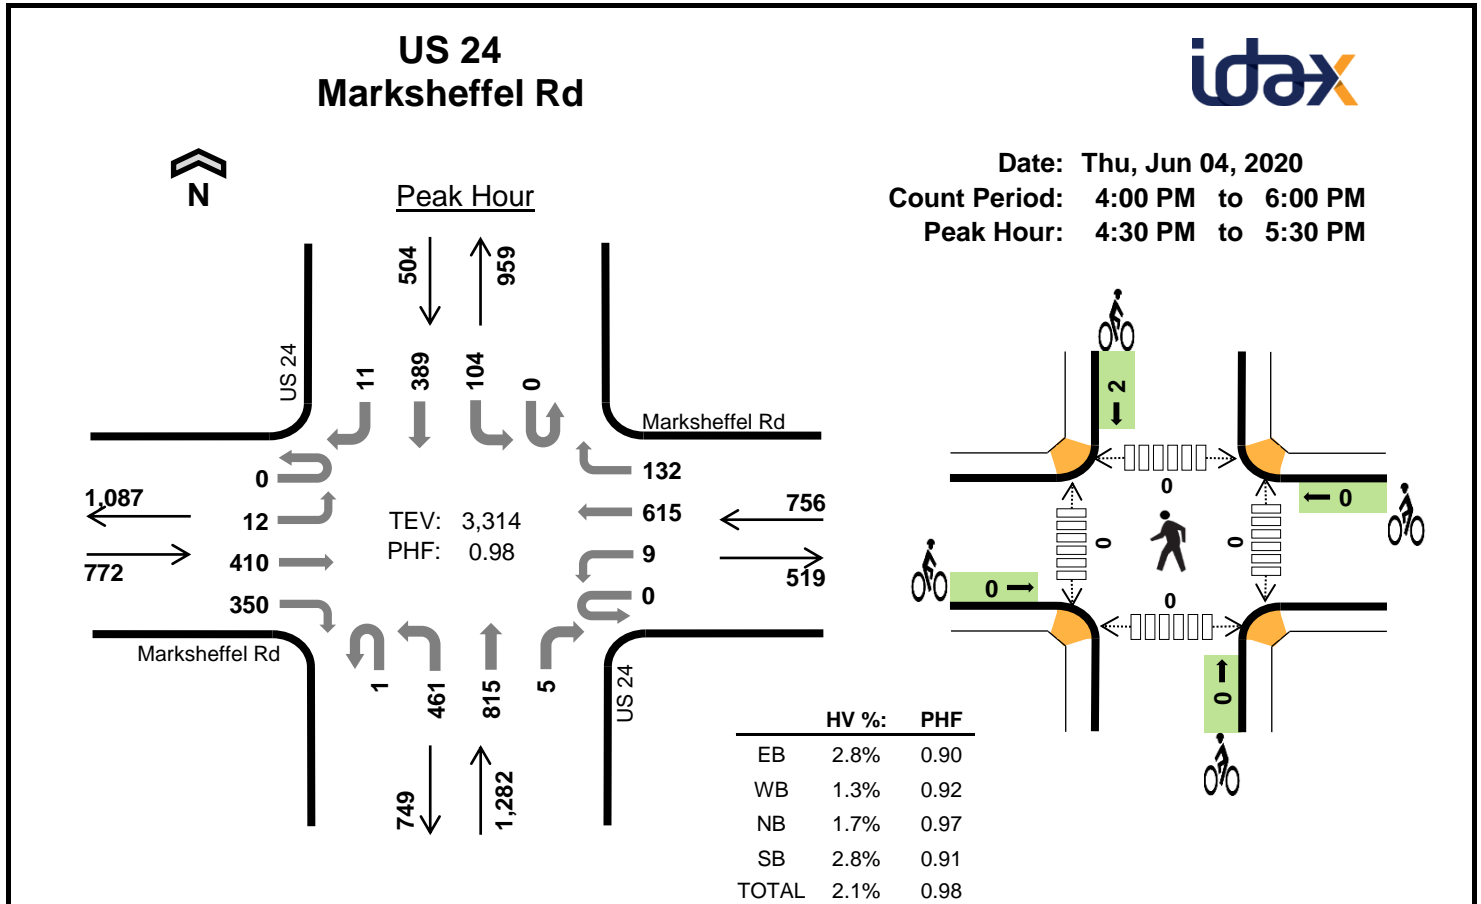 US 24
Marksheffel Rd
idax
N
Peak Hour
Date: Thu, Jun 04, 2020
Count Period: 4:00 PM to 6:00 PM
Peak Hour: 4:30 PM to 5:30 PM
504
959
US 24
11
389
104
0
Marksheffel Rd
0
12
410
350
1,087
772
TEV: 3,314
PHF: 0.98
132
615
9
0
756
519
Marksheffel Rd
1
461
815
5
US 24
749
1,282
2
0
0
0
0
0
0
0
HV %: PHF
EB 2.8% 0.90
WB 1.3% 0.92
NB 1.7% 0.97
SB 2.8% 0.91
TOTAL 2.1% 0.98